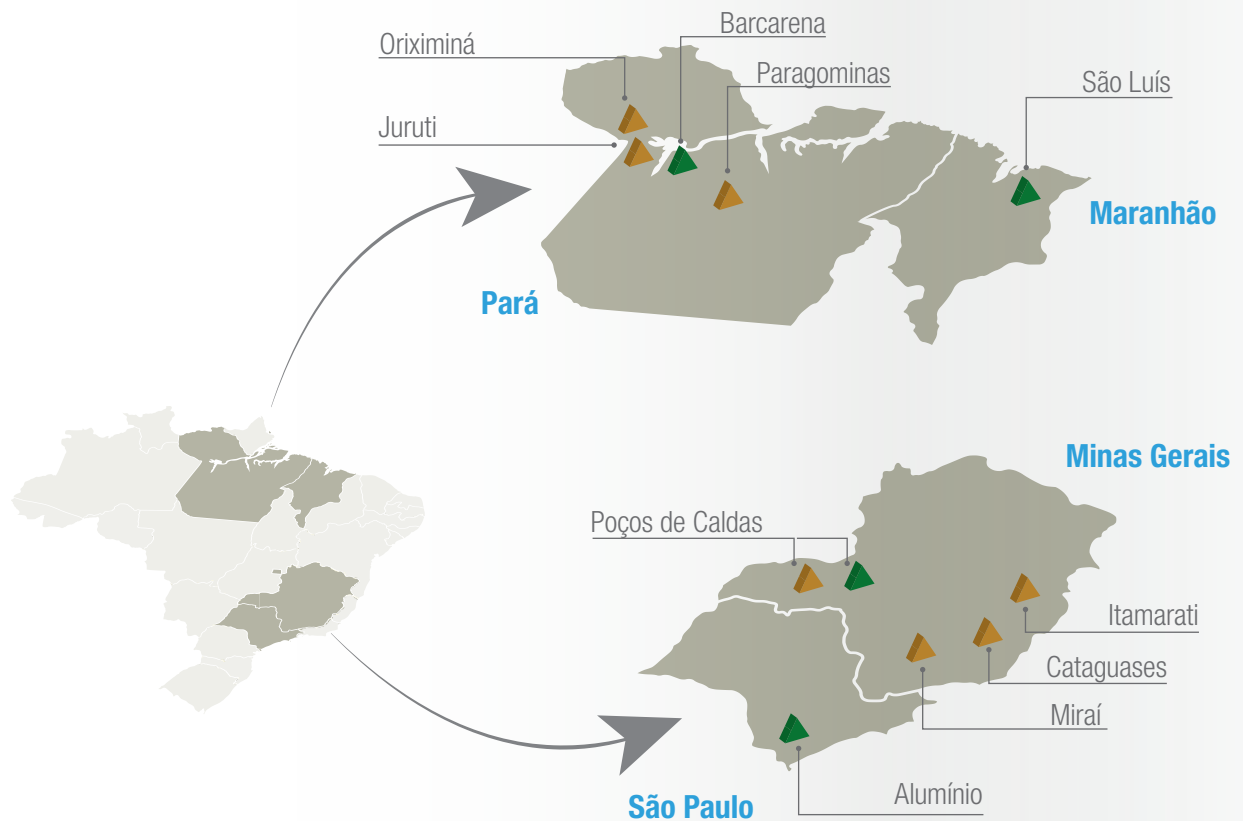 Barcarena
Oriximiná
Paragominas
São Luís
Juruti
Maranhão
Pará
Minas Gerais
Poços de Caldas
Itamarati
Cataguases
Miraí
Alumínio
São Paulo